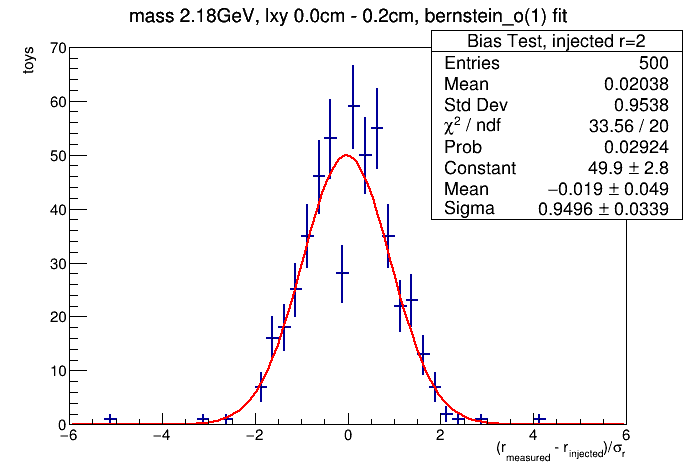 mass 2.18GeV, lxy 0.0cm - 0.2cm, bernstein_o(1) fit
Bias Test, injected r=2
Entries 500
Mean 0.02038
Std Dev 0.9538
χ² / ndf 33.56 / 20
Prob 0.02924
Constant 49.9 ± 2.8
Mean −0.019 ± 0.049
Sigma 0.9496 ± 0.0339
toys
70
60
50
40
30
20
10
0
−6 −4 −2 0 2 4 6
(r_measured - r_injected)/σ_r